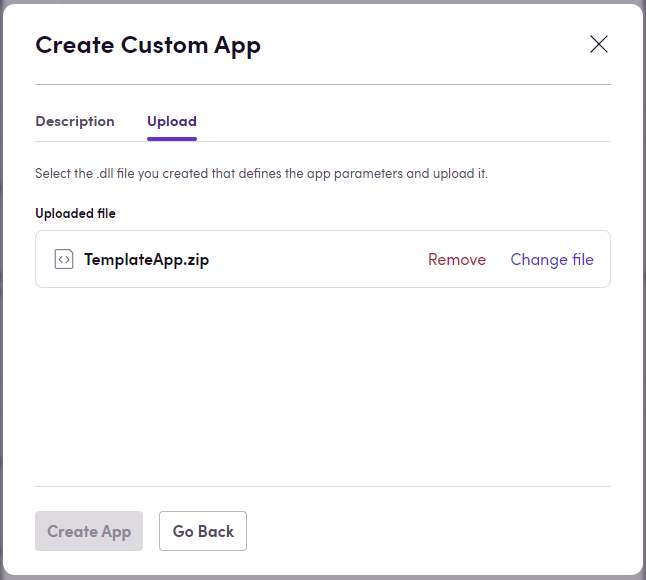 Create Custom App
Description Upload
Select the .dll file you created that defines the app parameters and upload it.
Uploaded file
TemplateApp.zip Remove Change file
Create App Go Back